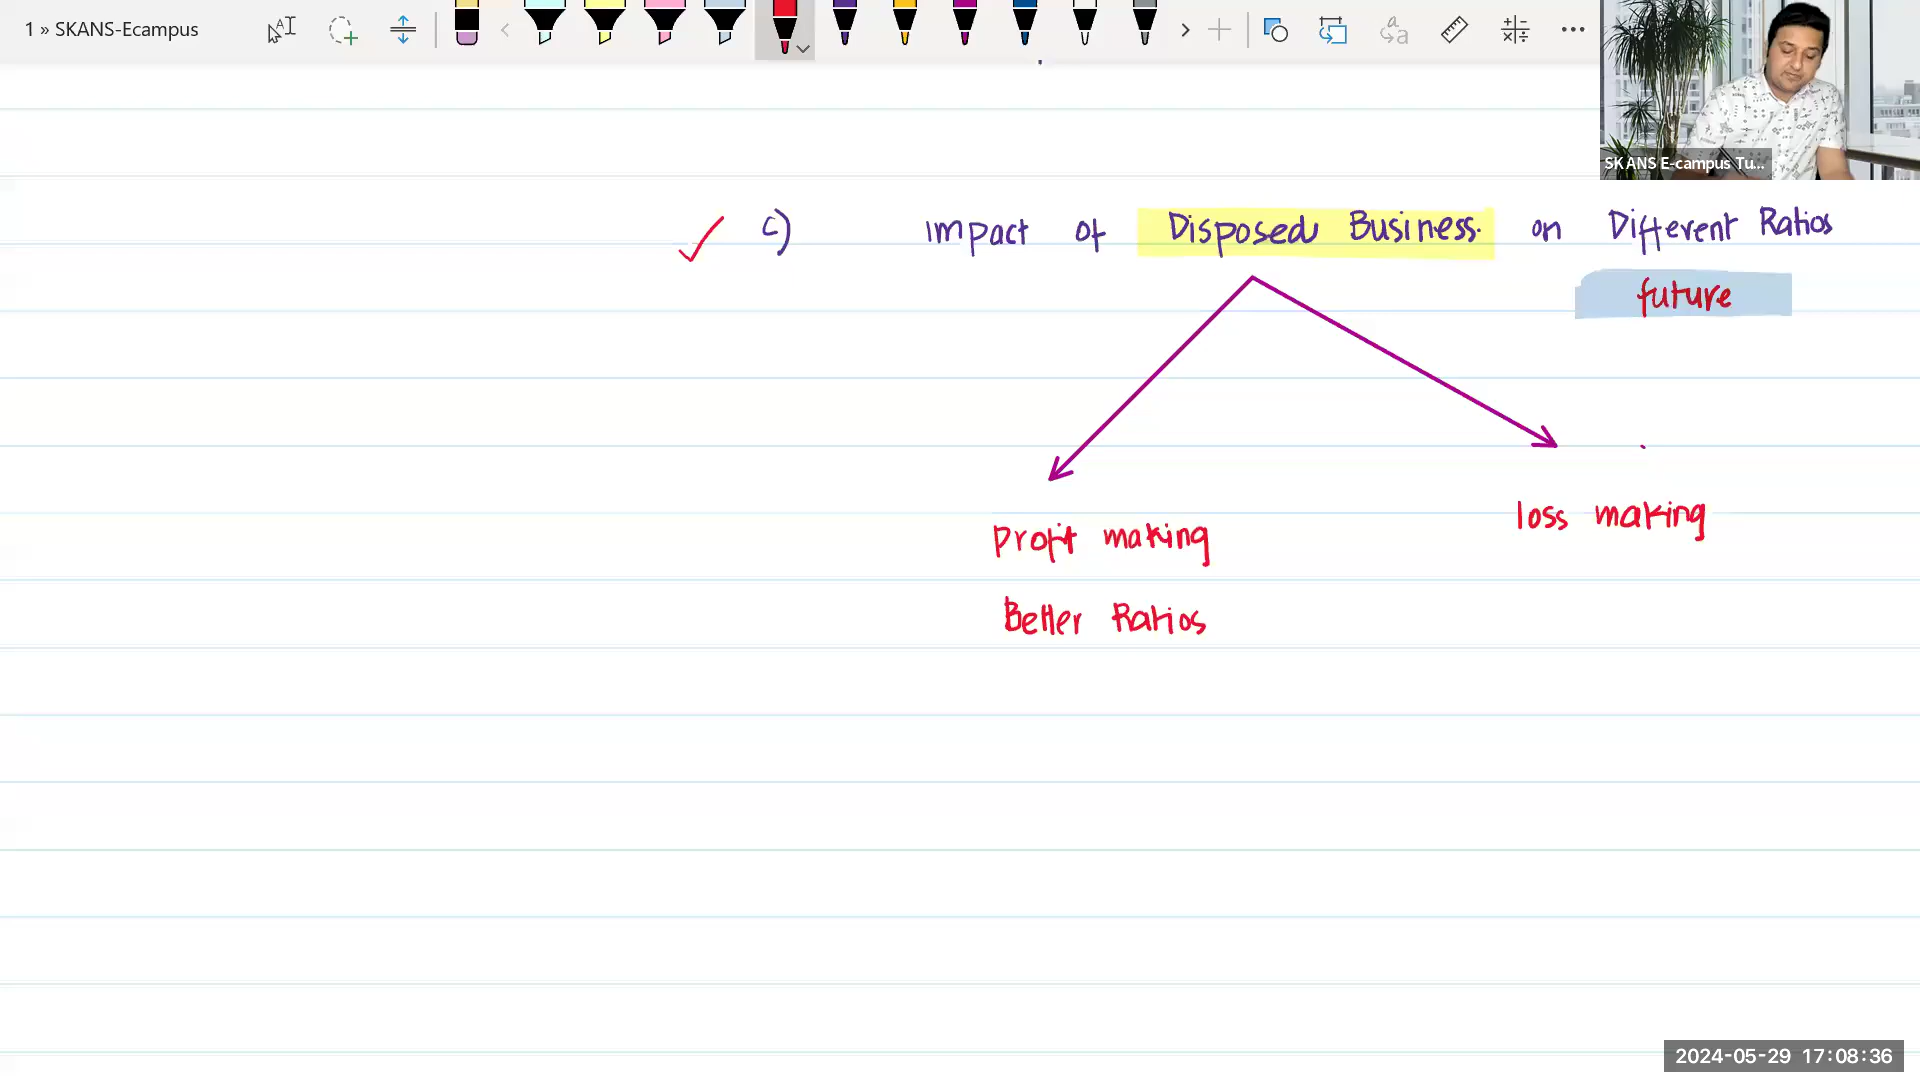 1 » SKANS-Ecampus
SKANS E-campus Tu...
c) Impact of Disposed Business. on Different Ratios
future
Profit making
loss making
Better Ratios
2024-05-29 17:08:36